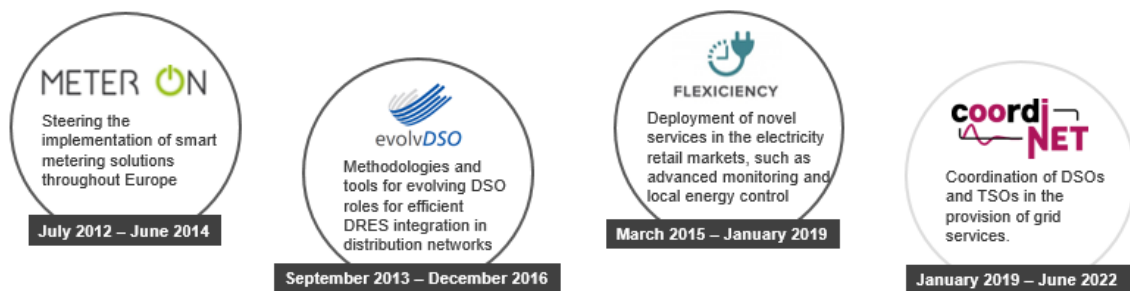 METER ON
Steering the
implementation of smart
metering solutions
throughout Europe
July 2012 – June 2014
evolvDSO
Methodologies and
tools for evolving DSO
roles for efficient
DRES integration in
distribution networks
September 2013 – December 2016
FLEXICIENCY
Deployment of novel
services in the electricity
retail markets, such as
advanced monitoring and
local energy control
March 2015 – January 2019
coordi
NET
Coordination of DSOs
and TSOs in the
provision of grid
services.
January 2019 – June 2022